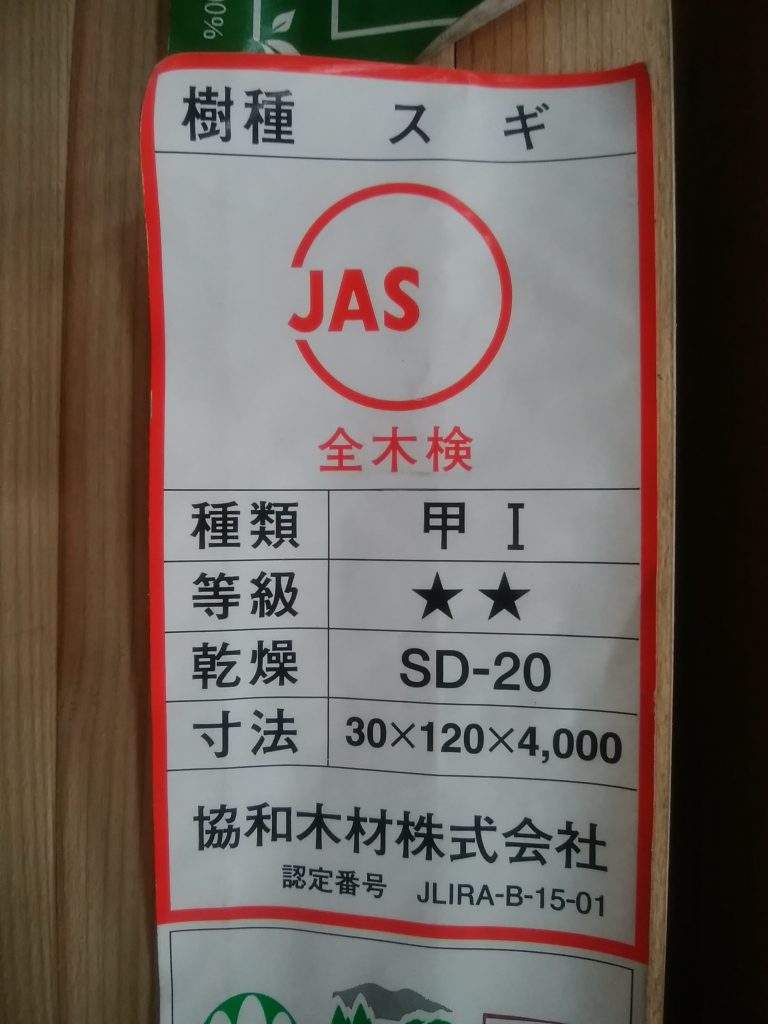 00%
樹種 スギ
JAS
全木検
種類 甲 I
等級 ★★
乾燥 SD-20
寸法 30×120×4,000
協和木材株式会社
認定番号 JLIRA-B-15-01